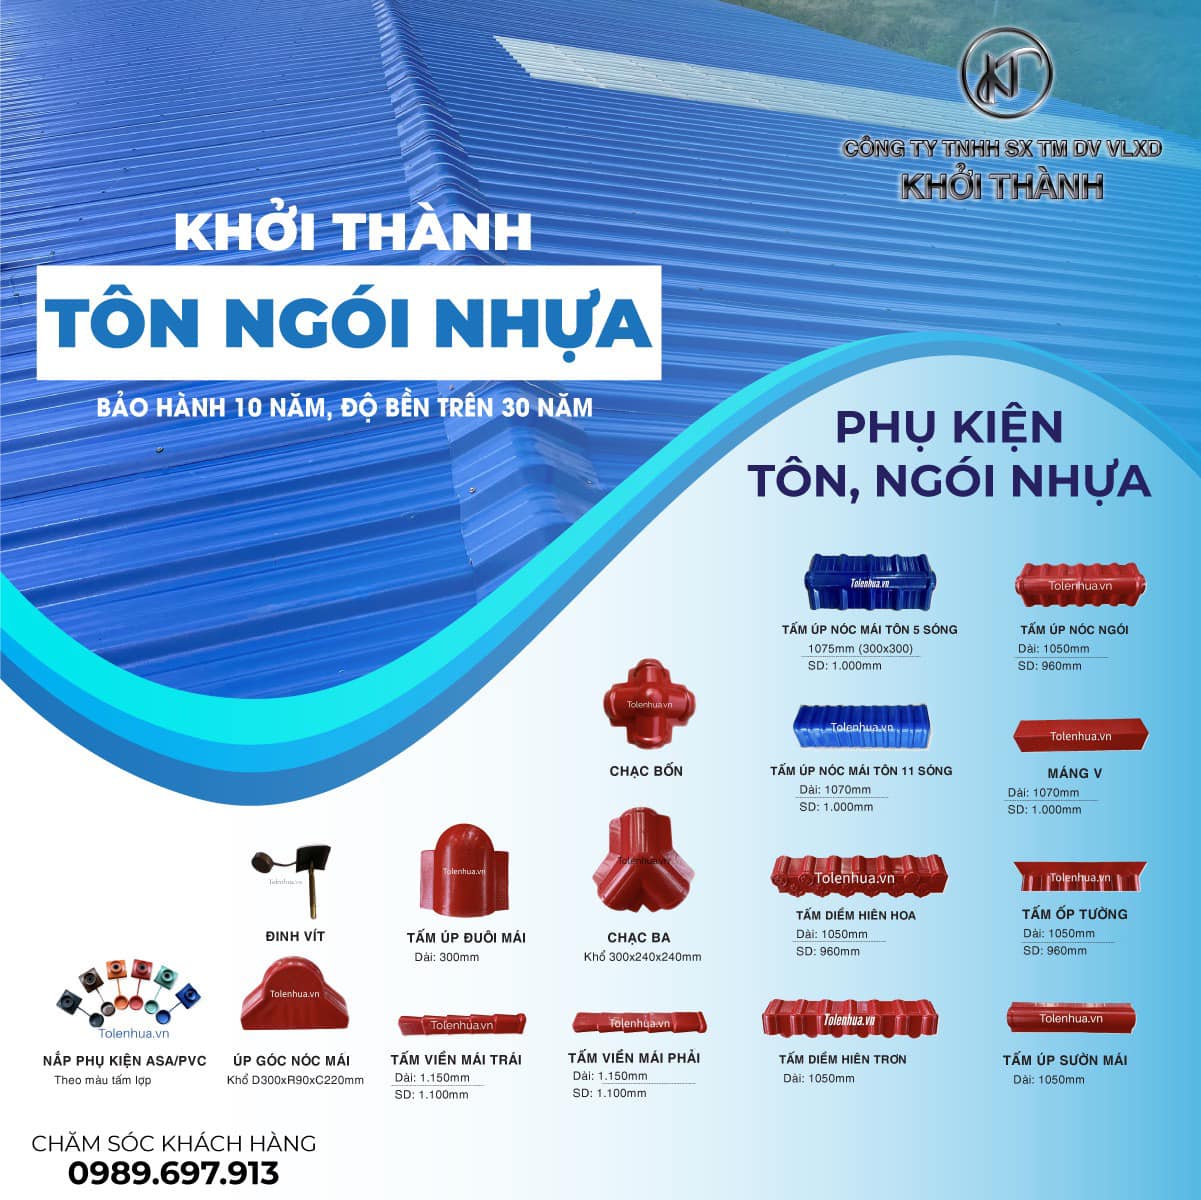 KT
CÔNG TY TNHH SX TM DV VLXD
KHỞI THÀNH
KHỞI THÀNH
TÔN NGÓI NHỰA
BẢO HÀNH 10 NĂM, ĐỘ BỀN TRÊN 30 NĂM
PHỤ KIỆN
TÔN, NGÓI NHỰA
Tolenhua.vn
TẤM ÚP NÓC MÁI TÔN 5 SÓNG
1075mm (300x300)
SD: 1.000mm
Tolenhua.vn
TẤM ÚP NÓC NGÓI
Dài: 1050mm
SD: 960mm
Tolenhua.vn
CHẠC BỐN
Tolenhua.vn
TẤM ÚP NÓC MÁI TÔN 11 SÓNG
Dài: 1070mm
SD: 1.000mm
Tolenhua.vn
MÁNG V
Dài: 1070mm
SD: 1.000mm
Tolenhua.vn
ĐINH VÍT
Tolenhua.vn
TẤM ÚP ĐUÔI MÁI
Dài: 300mm
Tolenhua.vn
CHẠC BA
Khổ 300x240x240mm
Tolenhua.vn
TẤM DIỀM HIÊN HOA
Dài: 1050mm
SD: 960mm
Tolenhua.vn
TẤM ỐP TƯỜNG
Dài: 1050mm
SD: 960mm
Tolenhua.vn
NẮP PHỤ KIỆN ASA/PVC
Theo màu tấm lợp
Tolenhua.vn
ÚP GÓC NÓC MÁI
Khổ D300xR90xC220mm
Tolenhua.vn
TẤM VIỀN MÁI TRÁI
Dài: 1.150mm
SD: 1.100mm
Tolenhua.vn
TẤM VIỀN MÁI PHẢI
Dài: 1.150mm
SD: 1.100mm
Tolenhua.vn
TẤM DIỀM HIÊN TRƠN
Dài: 1050mm
Tolenhua.vn
TẤM ÚP SƯỜN MÁI
Dài: 1050mm
CHĂM SÓC KHÁCH HÀNG
0989.697.913